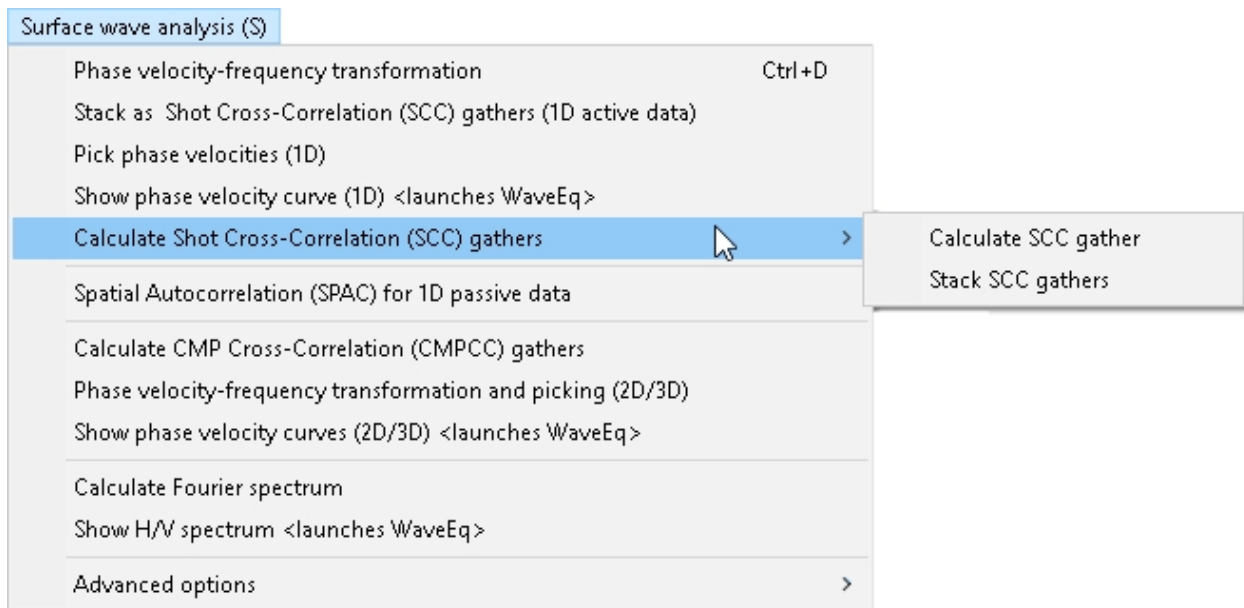 Surface wave analysis (S)
Phase velocity-frequency transformation Ctrl+D
Stack as Shot Cross-Correlation (SCC) gathers (1D active data)
Pick phase velocities (1D)
Show phase velocity curve (1D) <launches WaveEq>
Calculate Shot Cross-Correlation (SCC) gathers >
Calculate SCC gather
Stack SCC gathers
Spatial Autocorrelation (SPAC) for 1D passive data
Calculate CMP Cross-Correlation (CMPCC) gathers
Phase velocity-frequency transformation and picking (2D/3D)
Show phase velocity curves (2D/3D) <launches WaveEq>
Calculate Fourier spectrum
Show H/V spectrum <launches WaveEq>
Advanced options >